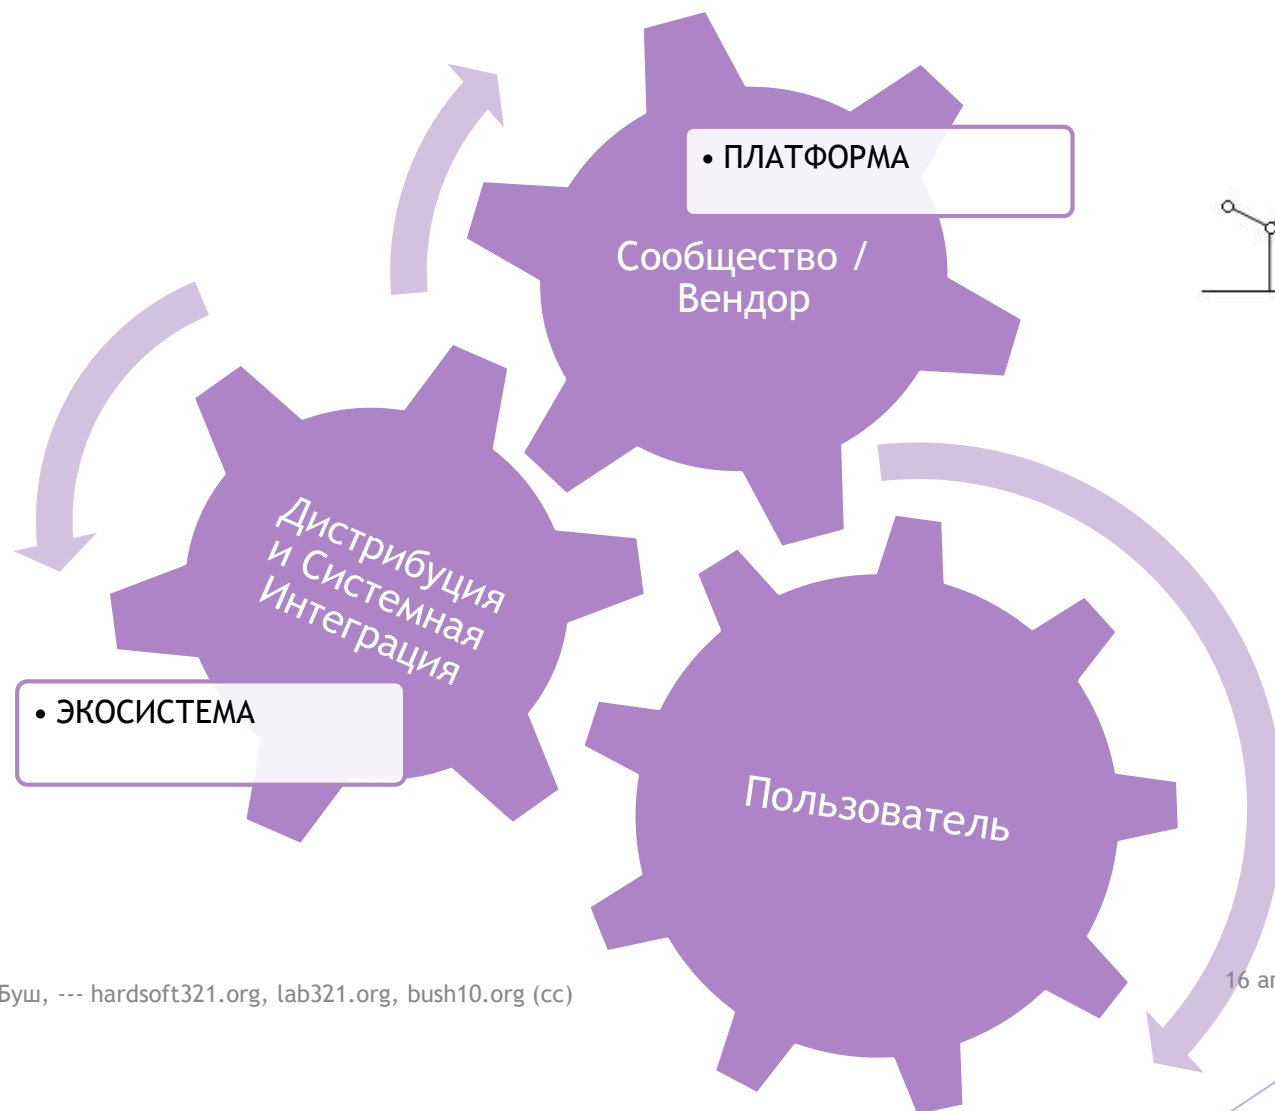 • ПЛАТФОРМА
Сообщество /
Вендор
Дистрибуция
и Системная
Интеграция
• ЭКОСИСТЕМА
Пользователь
Буш, --- hardsoft321.org, lab321.org, bush10.org (cc)
16